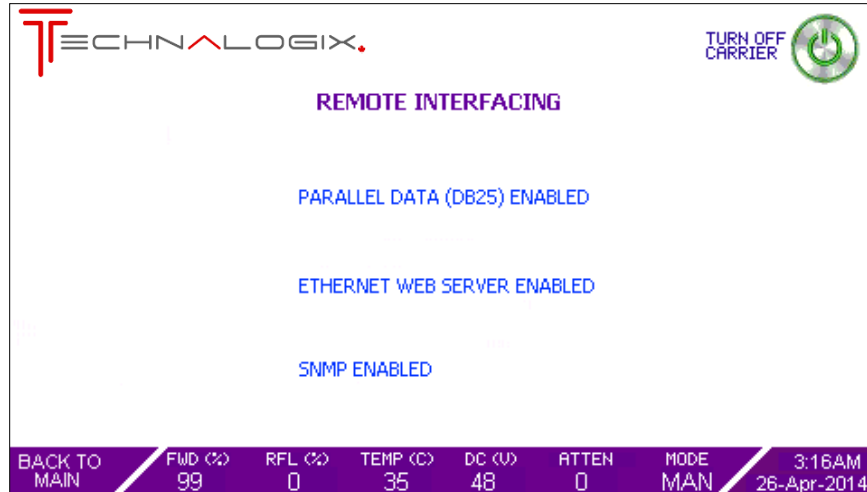 TECHNALOGIX.
TURN OFF
CARRIER
REMOTE INTERFACING
PARALLEL DATA (DB25) ENABLED
ETHERNET WEB SERVER ENABLED
SNMP ENABLED
BACK TO
MAIN
FWD (%)
99
RFL (%)
0
TEMP (C)
35
DC (V)
48
ATTEN
0
MODE
MAN
3:16AM
26-Apr-2014